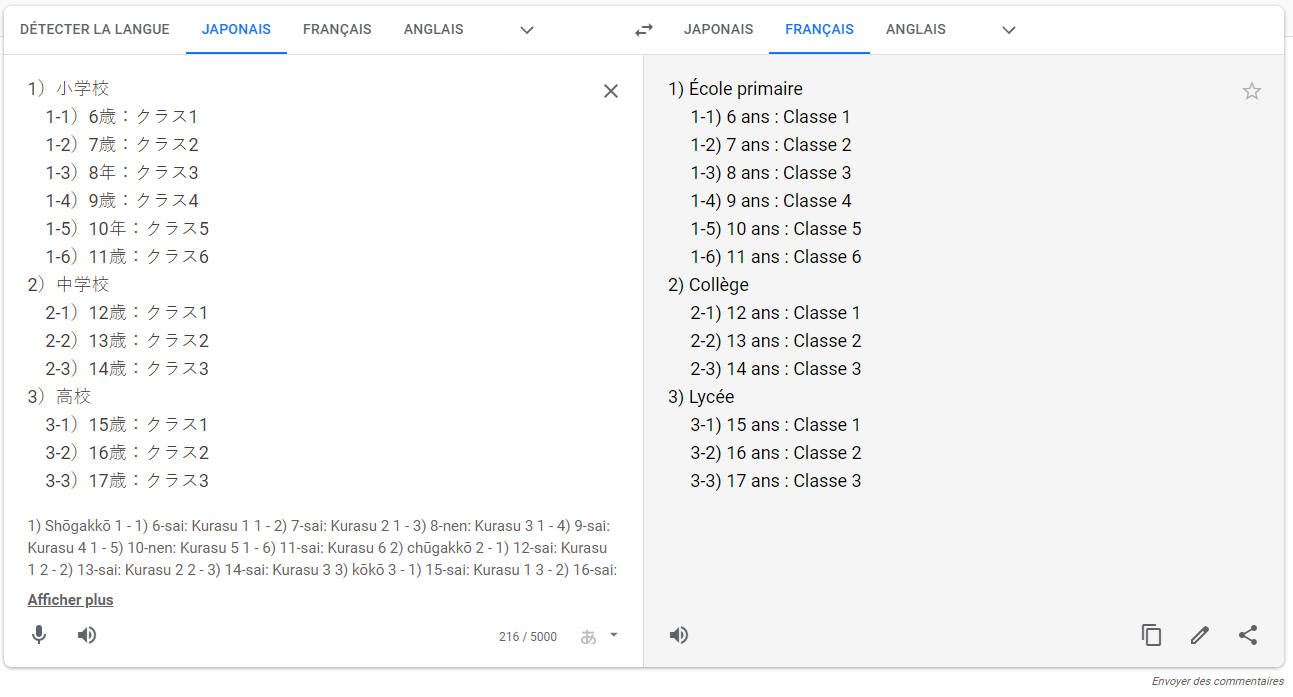 DÉTECTER LA LANGUE JAPONAIS FRANÇAIS ANGLAIS JAPONAIS FRANÇAIS ANGLAIS
1）小学校
1-1）6歳：クラス1
1-2）7歳：クラス2
1-3）8年：クラス3
1-4）9歳：クラス4
1-5）10年：クラス5
1-6）11歳：クラス6
2）中学校
2-1）12歳：クラス1
2-2）13歳：クラス2
2-3）14歳：クラス3
3）高校
3-1）15歳：クラス1
3-2）16歳：クラス2
3-3）17歳：クラス3
1) Shōgakkō 1 - 1) 6-sai: Kurasu 1 1 - 2) 7-sai: Kurasu 2 1 - 3) 8-nen: Kurasu 3 1 - 4) 9-sai:
Kurasu 4 1 - 5) 10-nen: Kurasu 5 1 - 6) 11-sai: Kurasu 6 2) chūgakkō 2 - 1) 12-sai: Kurasu
1 2 - 2) 13-sai: Kurasu 2 2 - 3) 14-sai: Kurasu 3 3) kōkō 3 - 1) 15-sai: Kurasu 1 3 - 2) 16-sai:
Afficher plus
216 / 5000 あ
1) École primaire
1-1) 6 ans : Classe 1
1-2) 7 ans : Classe 2
1-3) 8 ans : Classe 3
1-4) 9 ans : Classe 4
1-5) 10 ans : Classe 5
1-6) 11 ans : Classe 6
2) Collège
2-1) 12 ans : Classe 1
2-2) 13 ans : Classe 2
2-3) 14 ans : Classe 3
3) Lycée
3-1) 15 ans : Classe 1
3-2) 16 ans : Classe 2
3-3) 17 ans : Classe 3
Envoyer des commentaires